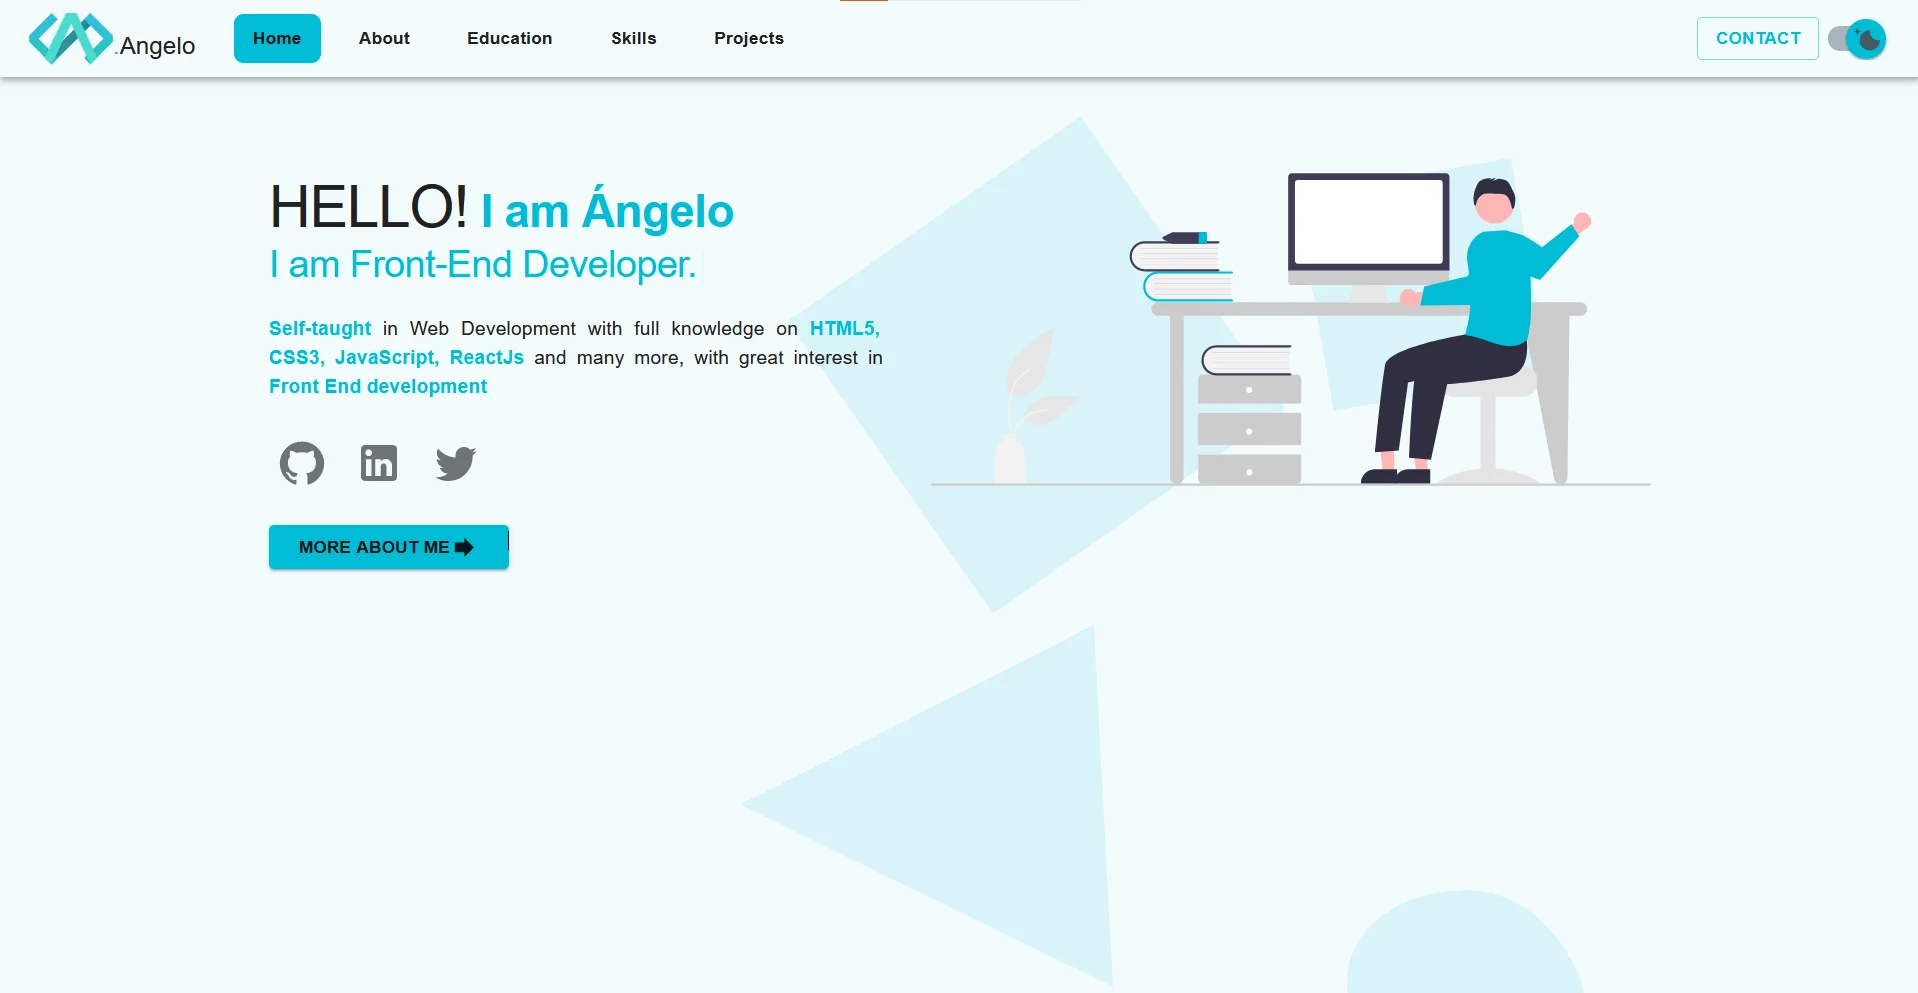 .Angelo
Home
About
Education
Skills
Projects
CONTACT
HELLO! I am Ángelo
I am Front-End Developer.
Self-taught in Web Development with full knowledge on HTML5,
CSS3, JavaScript, ReactJs and many more, with great interest in
Front End development
in
MORE ABOUT ME